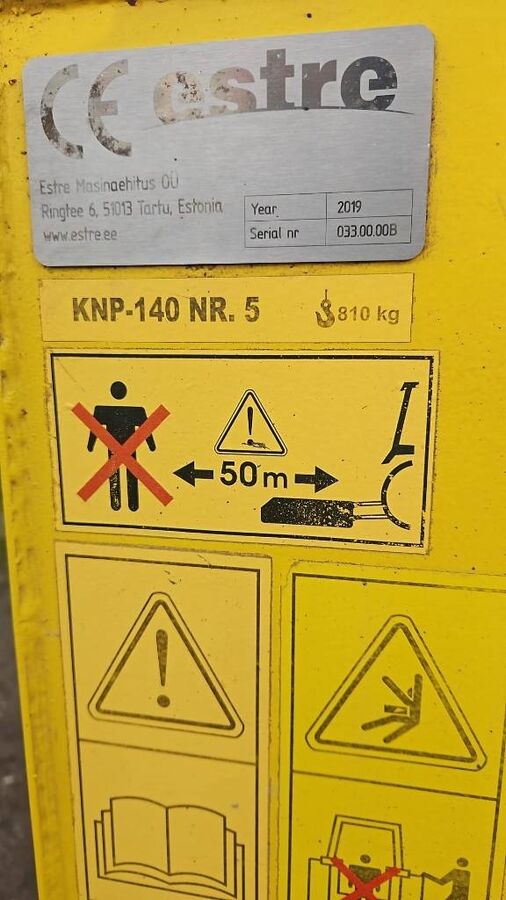 CE estre
Estre Masinaehitus OÜ
Ringtee 6, 51013 Tartu, Estonia
www.estre.ee
Year 2019
Serial nr 033.00.00B
KNP-140 NR. 5 810 kg
50 m